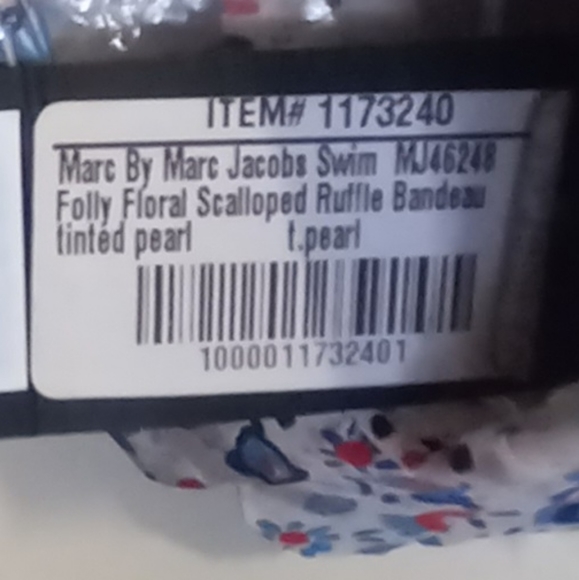 ITEM# 1173240
Marc By Marc Jacobs Swim MJ46248
Folly Floral Scalloped Ruffle Bandeau
tinted pearl t.pearl
1000011732401